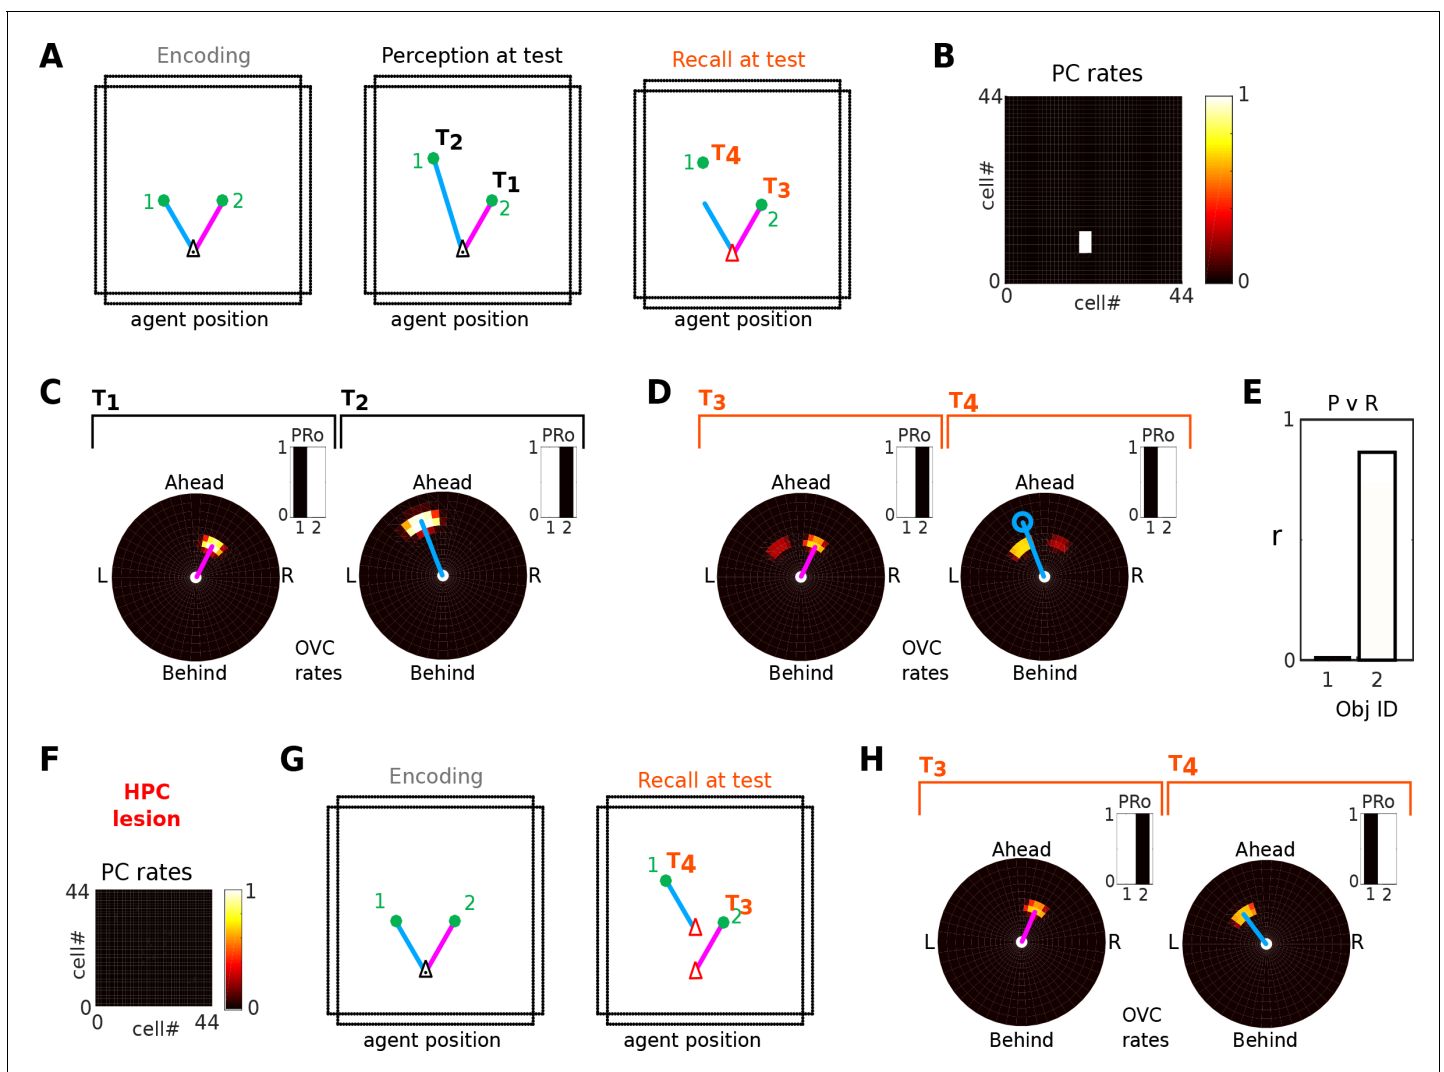 A
Encoding
1
2
agent position
Perception at test
T2
1
T1
2
agent position
Recall at test
1
T4
T3
2
agent position
B
PC rates
44
cell#
0
0
cell#
44
1
0
C
T1
PRo
1
0
1 2
Ahead
L
R
Behind
OVC
rates
T2
PRo
1
0
1 2
Ahead
L
R
Behind
D
T3
PRo
1
0
1 2
Ahead
L
R
Behind
OVC
rates
T4
PRo
1
0
1 2
Ahead
L
R
Behind
E
P v R
1
r
0
1 2
Obj ID
F
HPC
lesion
PC rates
44
cell#
0
0
cell#
44
1
0
G
Encoding
1
2
agent position
Recall at test
1
T4
T3
2
agent position
H
T3
PRo
1
0
1 2
Ahead
L
R
Behind
OVC
rates
T4
PRo
1
0
1 2
Ahead
L
R
Behind